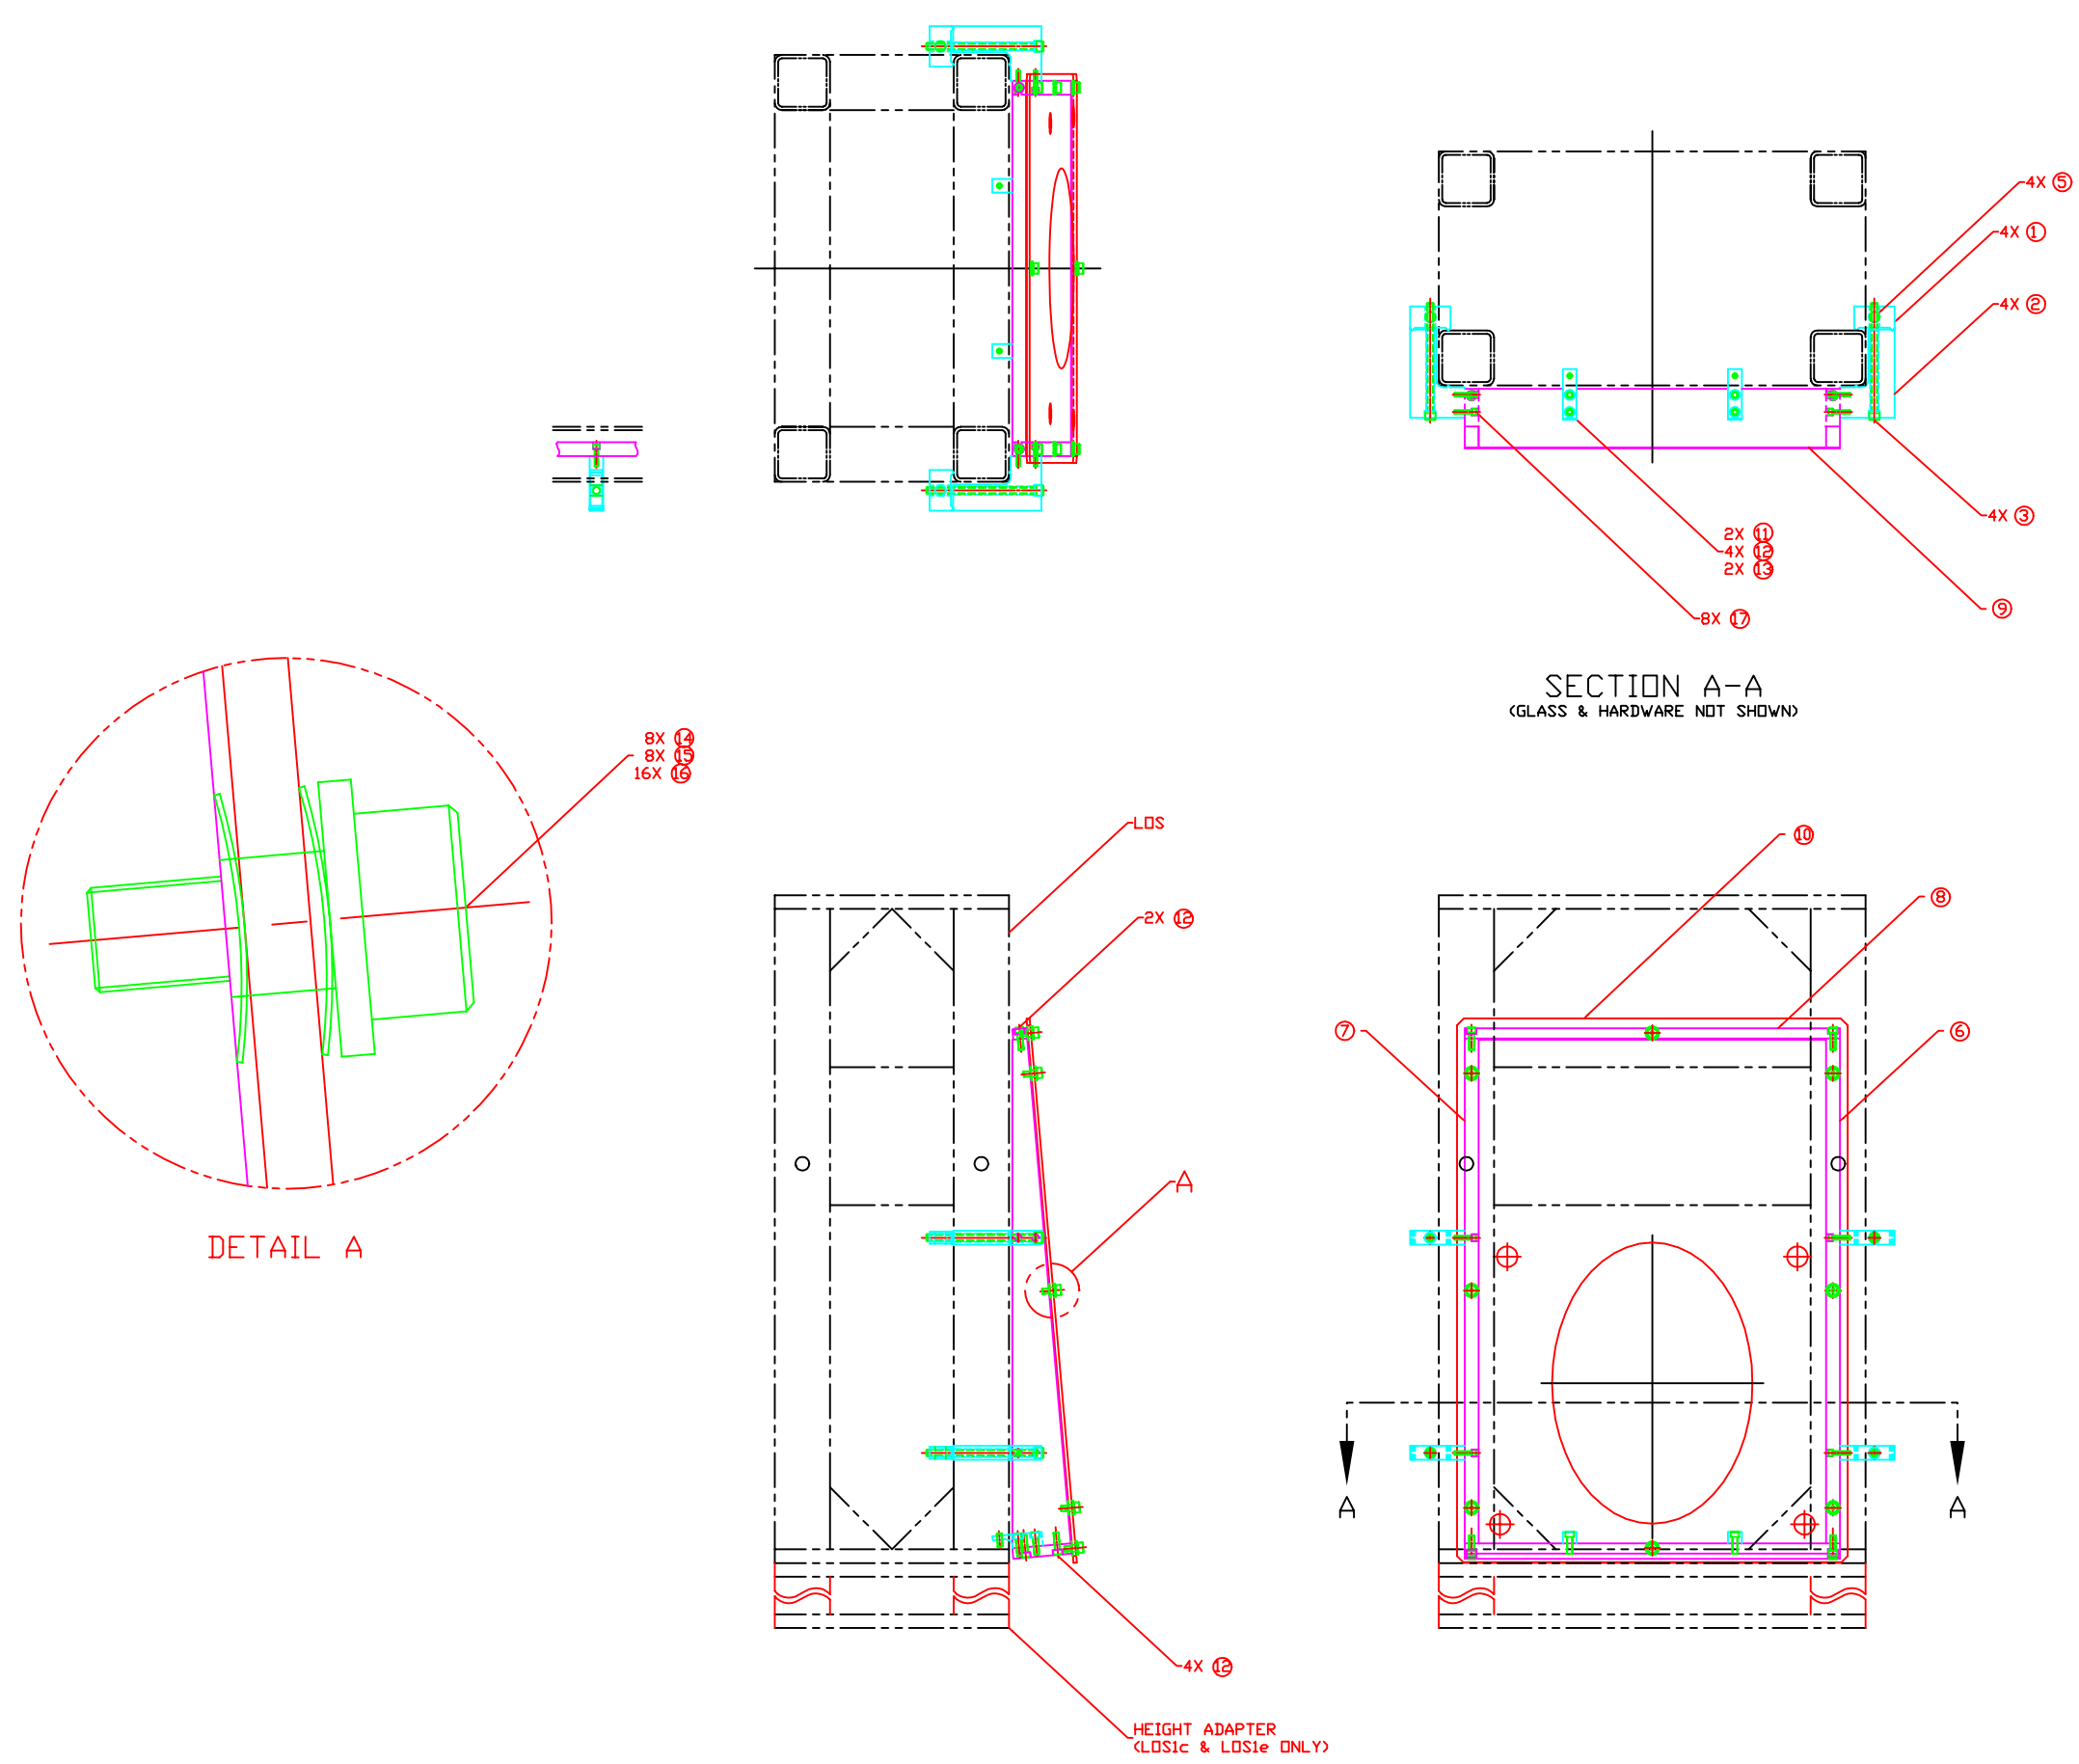 4X 5
4X 1
4X 2
4X 3
2X 11
4X 12
2X 13
9
8X 17
SECTION A-A
(GLASS & HARDWARE NOT SHOWN)
8X 14
8X 15
16X 16
DETAIL A
LOS
2X 12
A
4X 12
HEIGHT ADAPTER
(LOS1c & LOS1e ONLY)
10
8
7
6
A
A